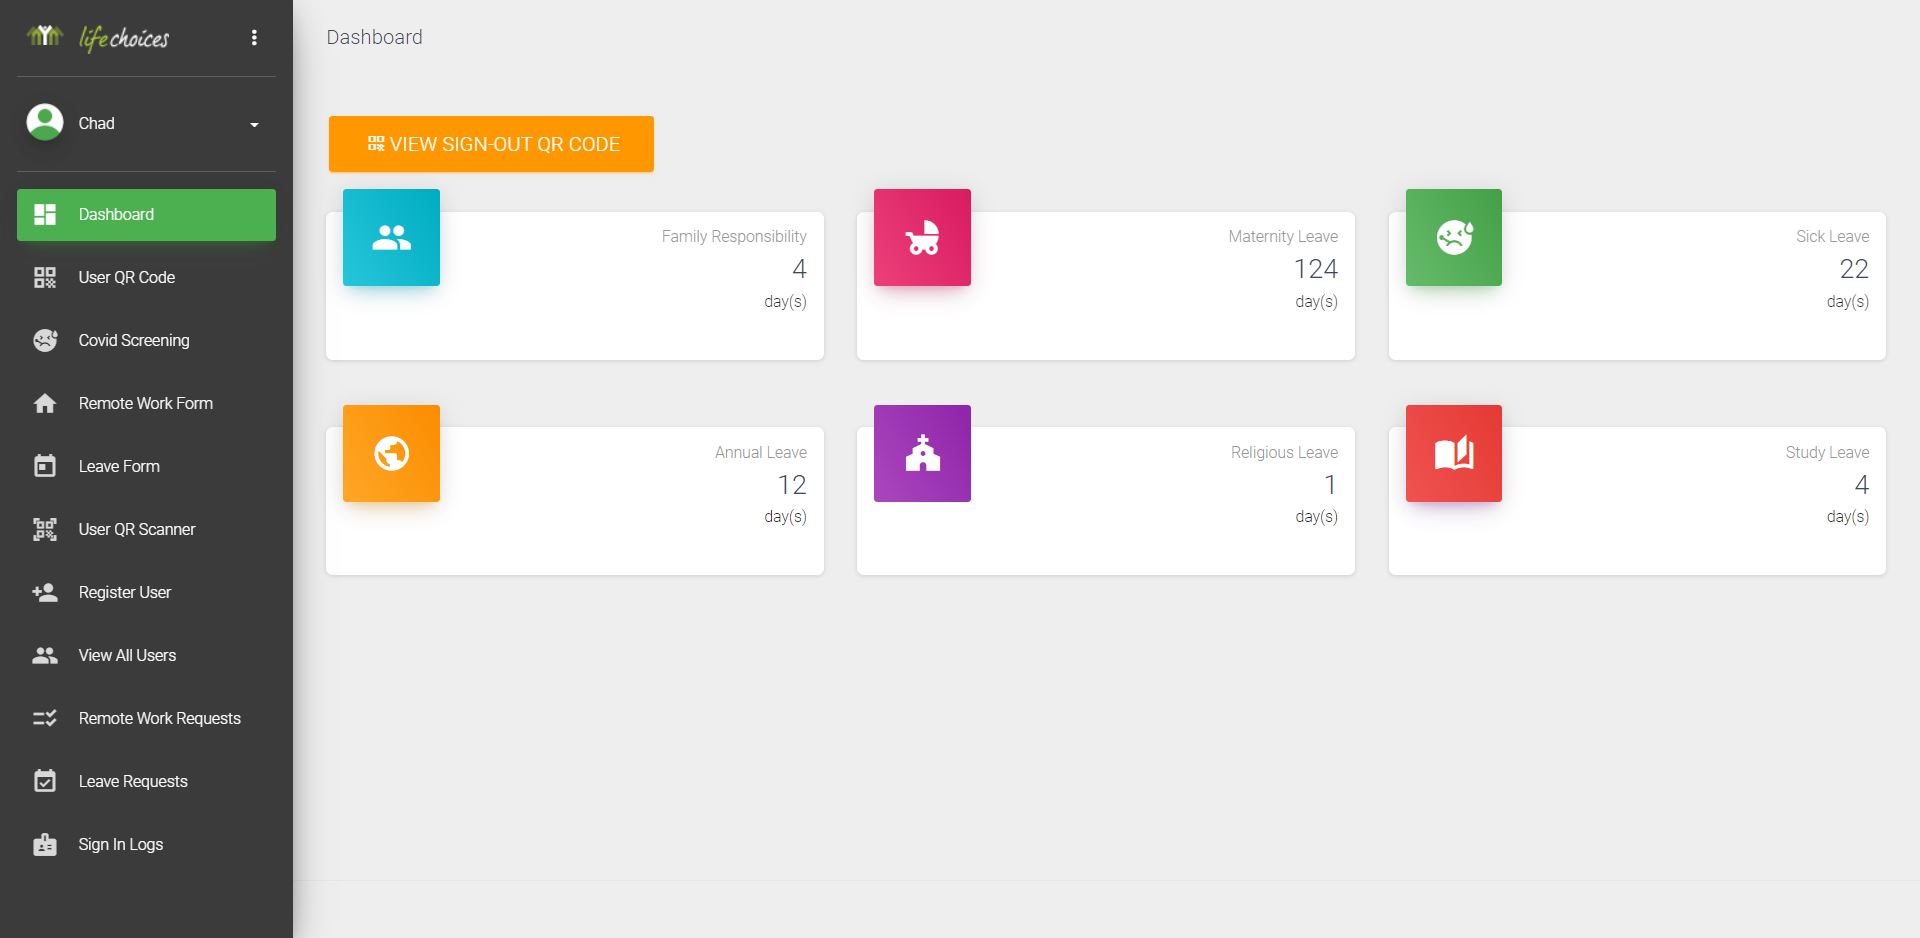 lifechoices
Chad
Dashboard
User QR Code
Covid Screening
Remote Work Form
Leave Form
User QR Scanner
Register User
View All Users
Remote Work Requests
Leave Requests
Sign In Logs
Dashboard
VIEW SIGN-OUT QR CODE
Family Responsibility
4
day(s)
Maternity Leave
124
day(s)
Sick Leave
22
day(s)
Annual Leave
12
day(s)
Religious Leave
1
day(s)
Study Leave
4
day(s)